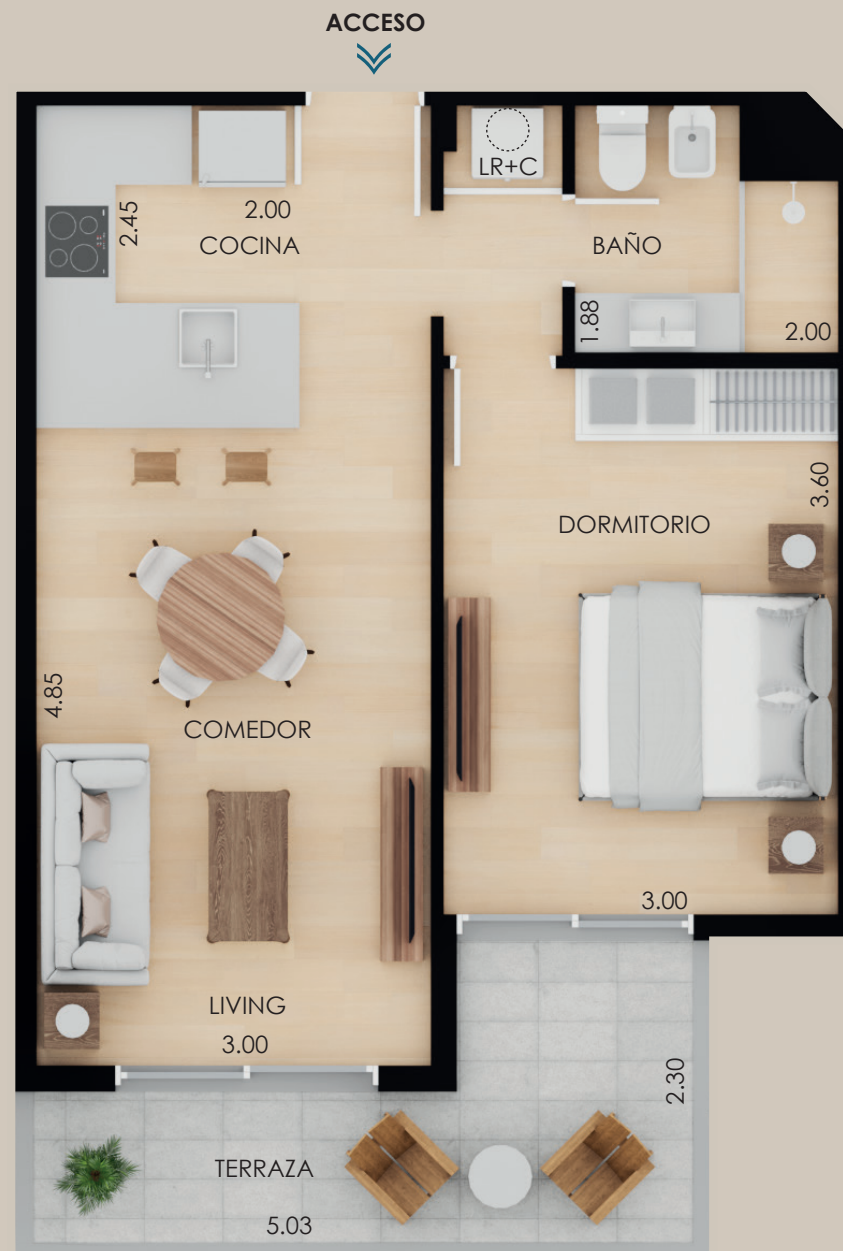 ACCESO
LR+C
2.45
2.00
COCINA
BAÑO
1.88
2.00
3.60
DORMITORIO
4.85
COMEDOR
3.00
LIVING
3.00
2.30
TERRAZA
5.03